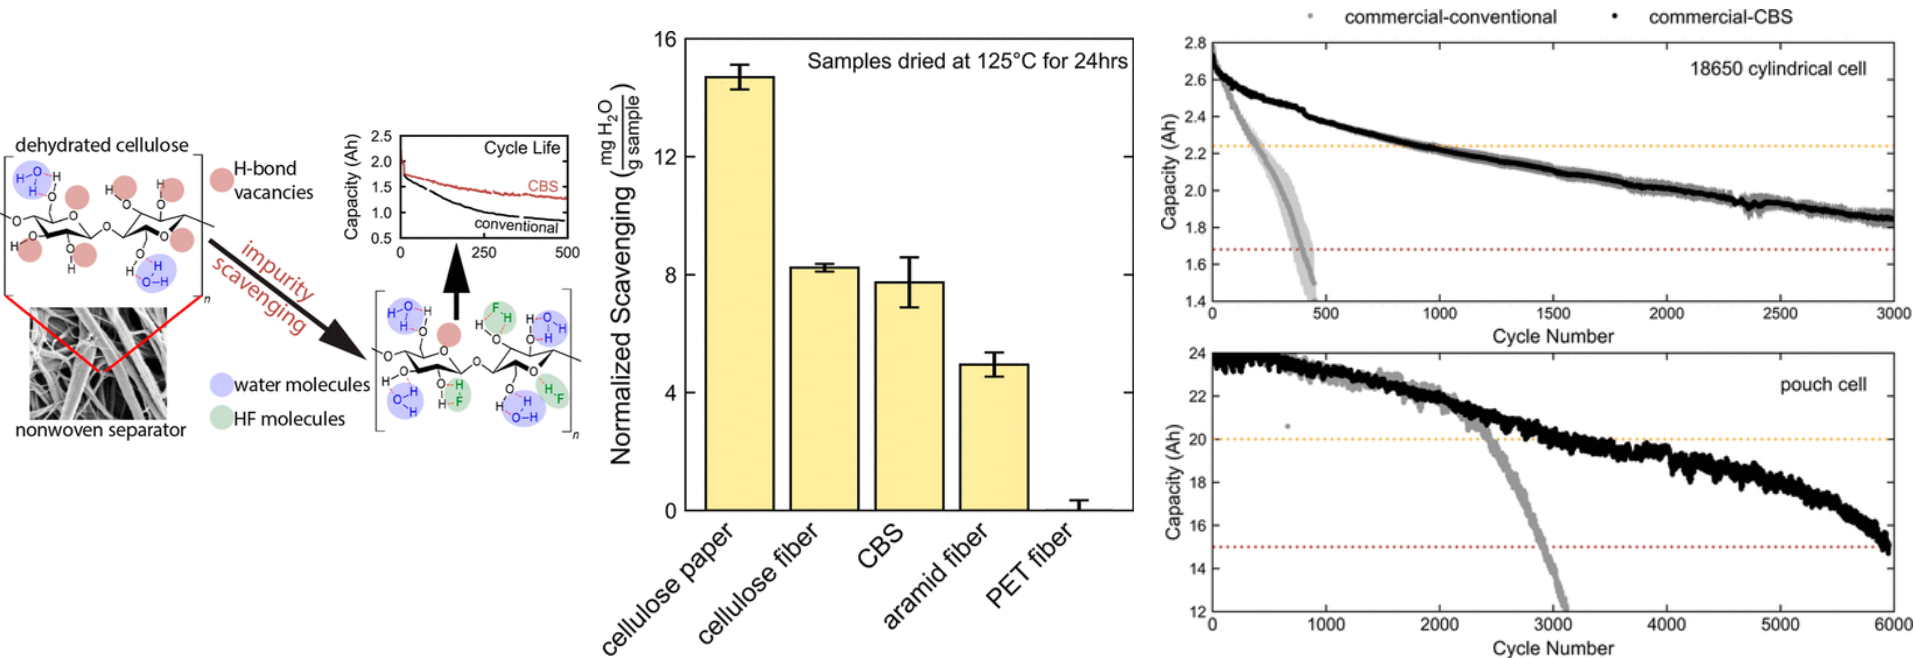 dehydrated cellulose
H-bond
vacancies
n
impurity
scavenging
nonwoven separator
water molecules
HF molecules
n
Capacity (Ah)
2.5
2.0
1.5
1.0
0.5
Cycle Life
CBS
conventional
0
250
500
Normalized Scavenging (mg H2O
g sample)
16
12
8
4
0
Samples dried at 125°C for 24hrs
cellulose paper
cellulose fiber
CBS
aramid fiber
PET fiber
commercial-conventional
commercial-CBS
Capacity (Ah)
2.8
2.6
2.4
2.2
2.0
1.8
1.6
1.4
18650 cylindrical cell
0
500
1000
1500
2000
2500
3000
Cycle Number
Capacity (Ah)
24
22
20
18
16
14
12
pouch cell
0
1000
2000
3000
4000
5000
6000
Cycle Number